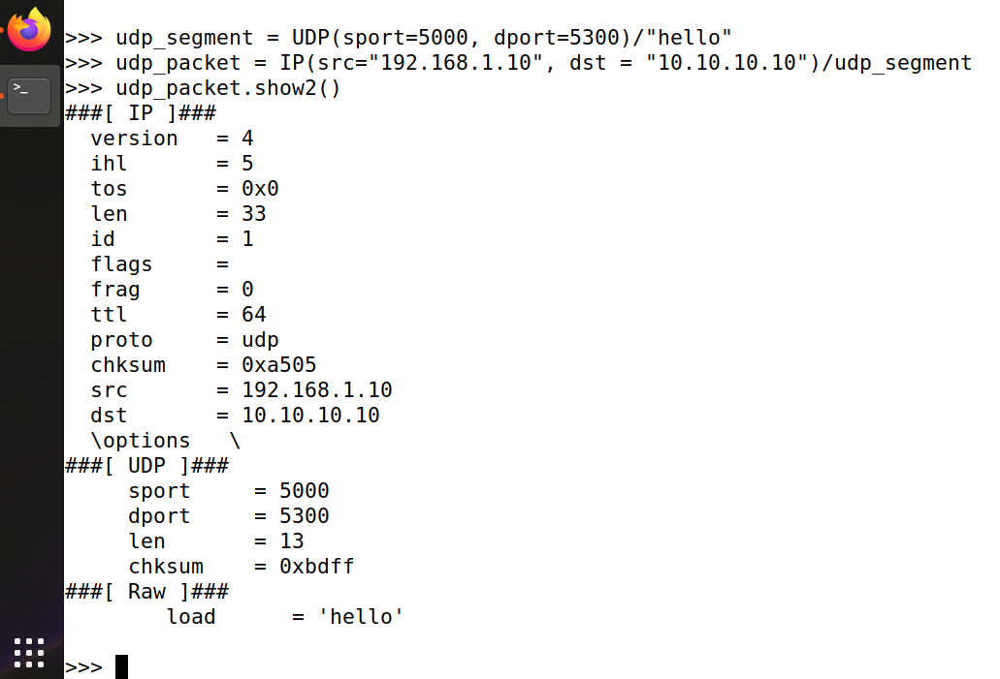 >>> udp_segment = UDP(sport=5000, dport=5300)/"hello"
>>> udp_packet = IP(src="192.168.1.10", dst = "10.10.10.10")/udp_segment
>>> udp_packet.show2()
###[ IP ]###
  version   = 4
  ihl       = 5
  tos       = 0x0
  len       = 33
  id        = 1
  flags     =
  frag      = 0
  ttl       = 64
  proto     = udp
  chksum    = 0xa505
  src       = 192.168.1.10
  dst       = 10.10.10.10
  \options   \
###[ UDP ]###
     sport     = 5000
     dport     = 5300
     len       = 13
     chksum    = 0xbdff
###[ Raw ]###
        load      = 'hello'
>>>
>_